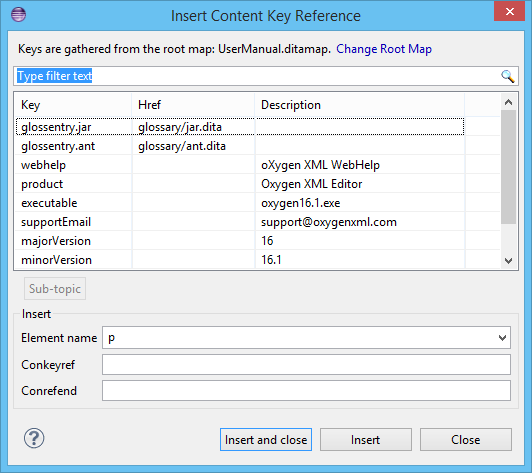 Insert Content Key Reference
Keys are gathered from the root map: UserManual.ditamap. Change Root Map
Type filter text
Key Href Description
glossentry.jar glossary/jar.dita
glossentry.ant glossary/ant.dita
webhelp oXygen XML WebHelp
product Oxygen XML Editor
executable oxygen16.1.exe
supportEmail support@oxygenxml.com
majorVersion 16
minorVersion 16.1
Sub-topic
Insert
Element name p
Conkeyref
Conrefend
? Insert and close Insert Close